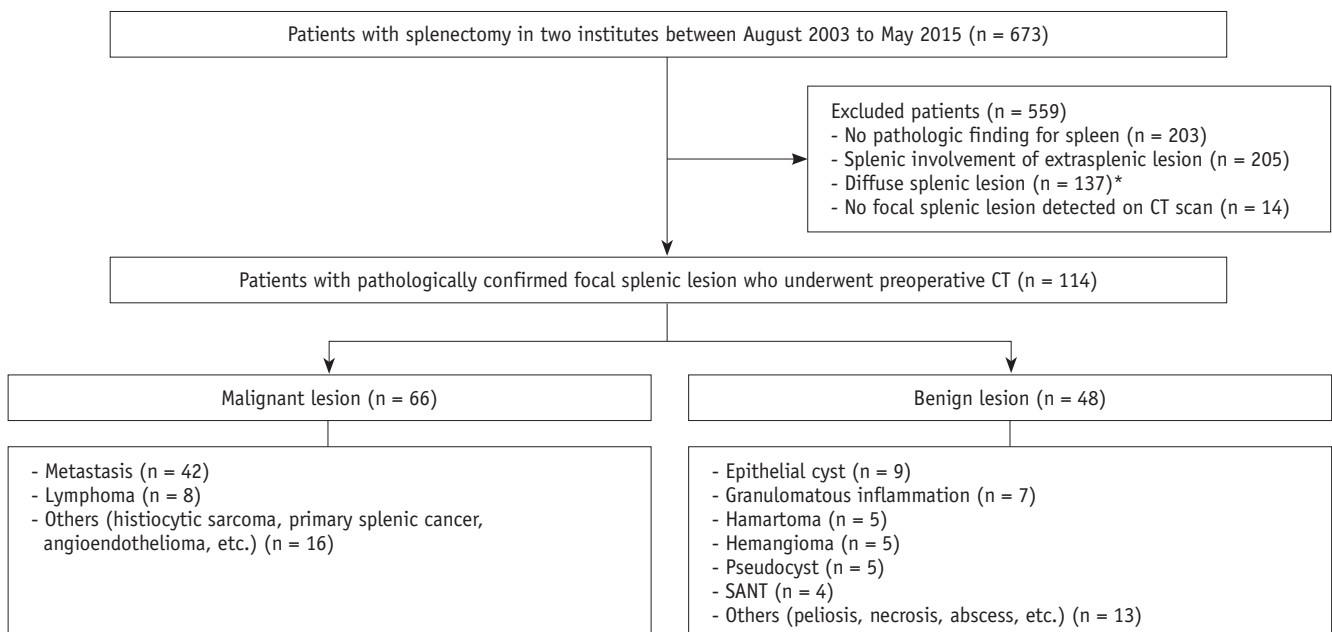 Patients with splenectomy in two institutes between August 2003 to May 2015 (n = 673)
Excluded patients (n = 559)
- No pathologic finding for spleen (n = 203)
- Splenic involvement of extrasplenic lesion (n = 205)
- Diffuse splenic lesion (n = 137)*
- No focal splenic lesion detected on CT scan (n = 14)
Patients with pathologically confirmed focal splenic lesion who underwent preoperative CT (n = 114)
Malignant lesion (n = 66)
- Metastasis (n = 42)
- Lymphoma (n = 8)
- Others (histiocytic sarcoma, primary splenic cancer,
angioendothelioma, etc.) (n = 16)
Benign lesion (n = 48)
- Epithelial cyst (n = 9)
- Granulomatous inflammation (n = 7)
- Hamartoma (n = 5)
- Hemangioma (n = 5)
- Pseudocyst (n = 5)
- SANT (n = 4)
- Others (peliosis, necrosis, abscess, etc.) (n = 13)